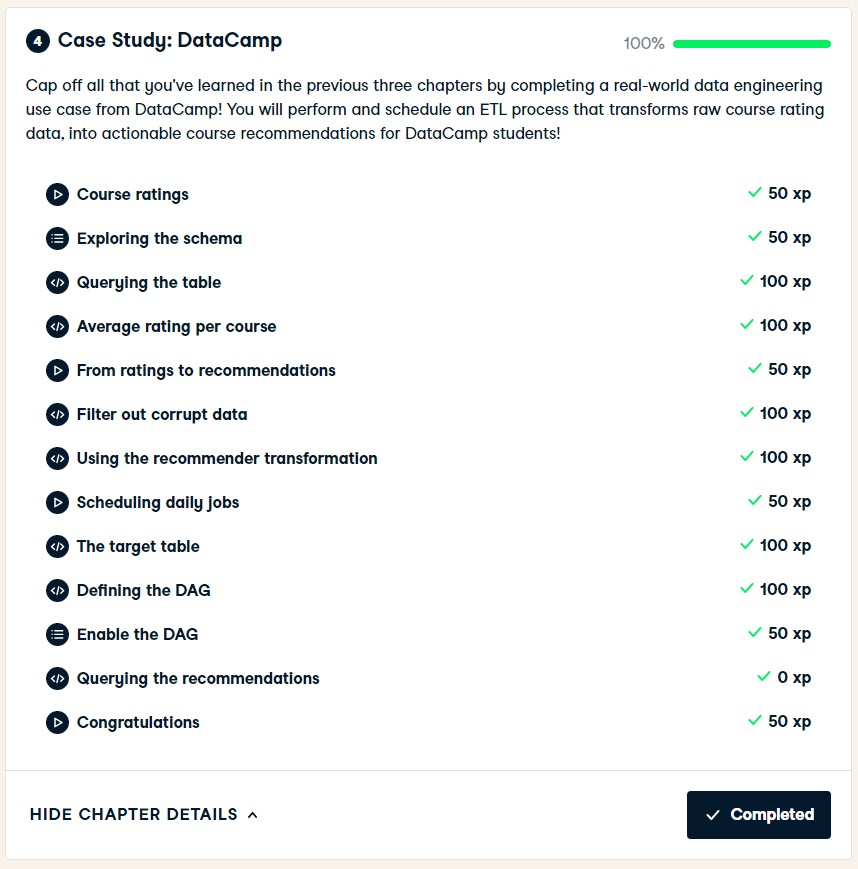 4 Case Study: DataCamp 100%
Cap off all that you've learned in the previous three chapters by completing a real-world data engineering
use case from DataCamp! You will perform and schedule an ETL process that transforms raw course rating
data, into actionable course recommendations for DataCamp students!
Course ratings 50 xp
Exploring the schema 50 xp
Querying the table 100 xp
Average rating per course 100 xp
From ratings to recommendations 50 xp
Filter out corrupt data 100 xp
Using the recommender transformation 100 xp
Scheduling daily jobs 50 xp
The target table 100 xp
Defining the DAG 100 xp
Enable the DAG 50 xp
Querying the recommendations 0 xp
Congratulations 50 xp
HIDE CHAPTER DETAILS Completed